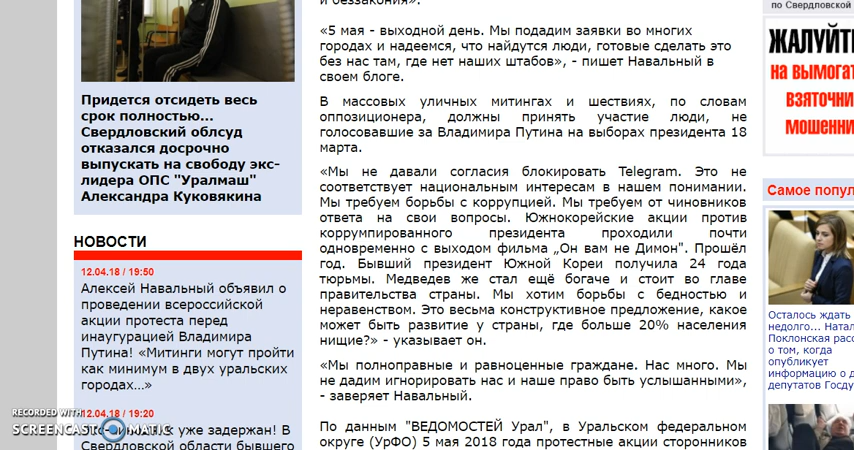 и беззакония».
«5 мая - выходной день. Мы подадим заявки во многих
городах и надеемся, что найдутся люди, готовые сделать это
без нас там, где нет наших штабов», - пишет Навальный в
своем блоге.
В массовых уличных митингах и шествиях, по словам
оппозиционера, должны принять участие люди, не
голосовавшие за Владимира Путина на выборах президента 18
марта.
«Мы не давали согласия блокировать Telegram. Это не
соответствует национальным интересам в нашем понимании.
Мы требуем борьбы с коррупцией. Мы требуем от чиновников
ответа на свои вопросы. Южнокорейские акции против
коррумпированного президента проходили почти
одновременно с выходом фильма „Он вам не Димон". Прошёл
год. Бывший президент Южной Кореи получила 24 года
тюрьмы. Медведев же стал ещё богаче и стоит во главе
правительства страны. Мы хотим борьбы с бедностью и
неравенством. Это весьма конструктивное предложение, какое
может быть развитие у страны, где больше 20% населения
нищие?» - указывает он.
«Мы полноправные и равноценные граждане. Нас много. Мы
не дадим игнорировать нас и наше право быть услышанными»,
- заверяет Навальный.
По данным "ВЕДОМОСТЕЙ Урал", в Уральском федеральном
округе (УрФО) 5 мая 2018 года протестные акции сторонников
Придется отсидеть весь
срок полностью...
Свердловский облсуд
отказался досрочно
выпускать на свободу экс-
лидера ОПС "Уралмаш"
Александра Куковякина
НОВОСТИ
12.04.18 / 19:50
Алексей Навальный объявил о
проведении всероссийской
акции протеста перед
инаугурацией Владимира
Путина! «Митинги могут пройти
как минимум в двух уральских
городах...»
12.04.18 / 19:20
уже задержан! В
Свердловской области бывшего
RECORDED WITH
SCREENCAST MATIC
по Свердловской
ЖАЛУЙТ
на вымогат
взяточни
мошенни
Самое попул
Осталось ждать
недолго... Натал
Поклонская расс
о том, когда
опубликует
информацию о д
депутатов Госду